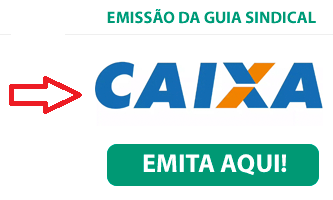 EMISSÃO DA GUIA SINDICAL
CAIXA
EMITA AQUI!